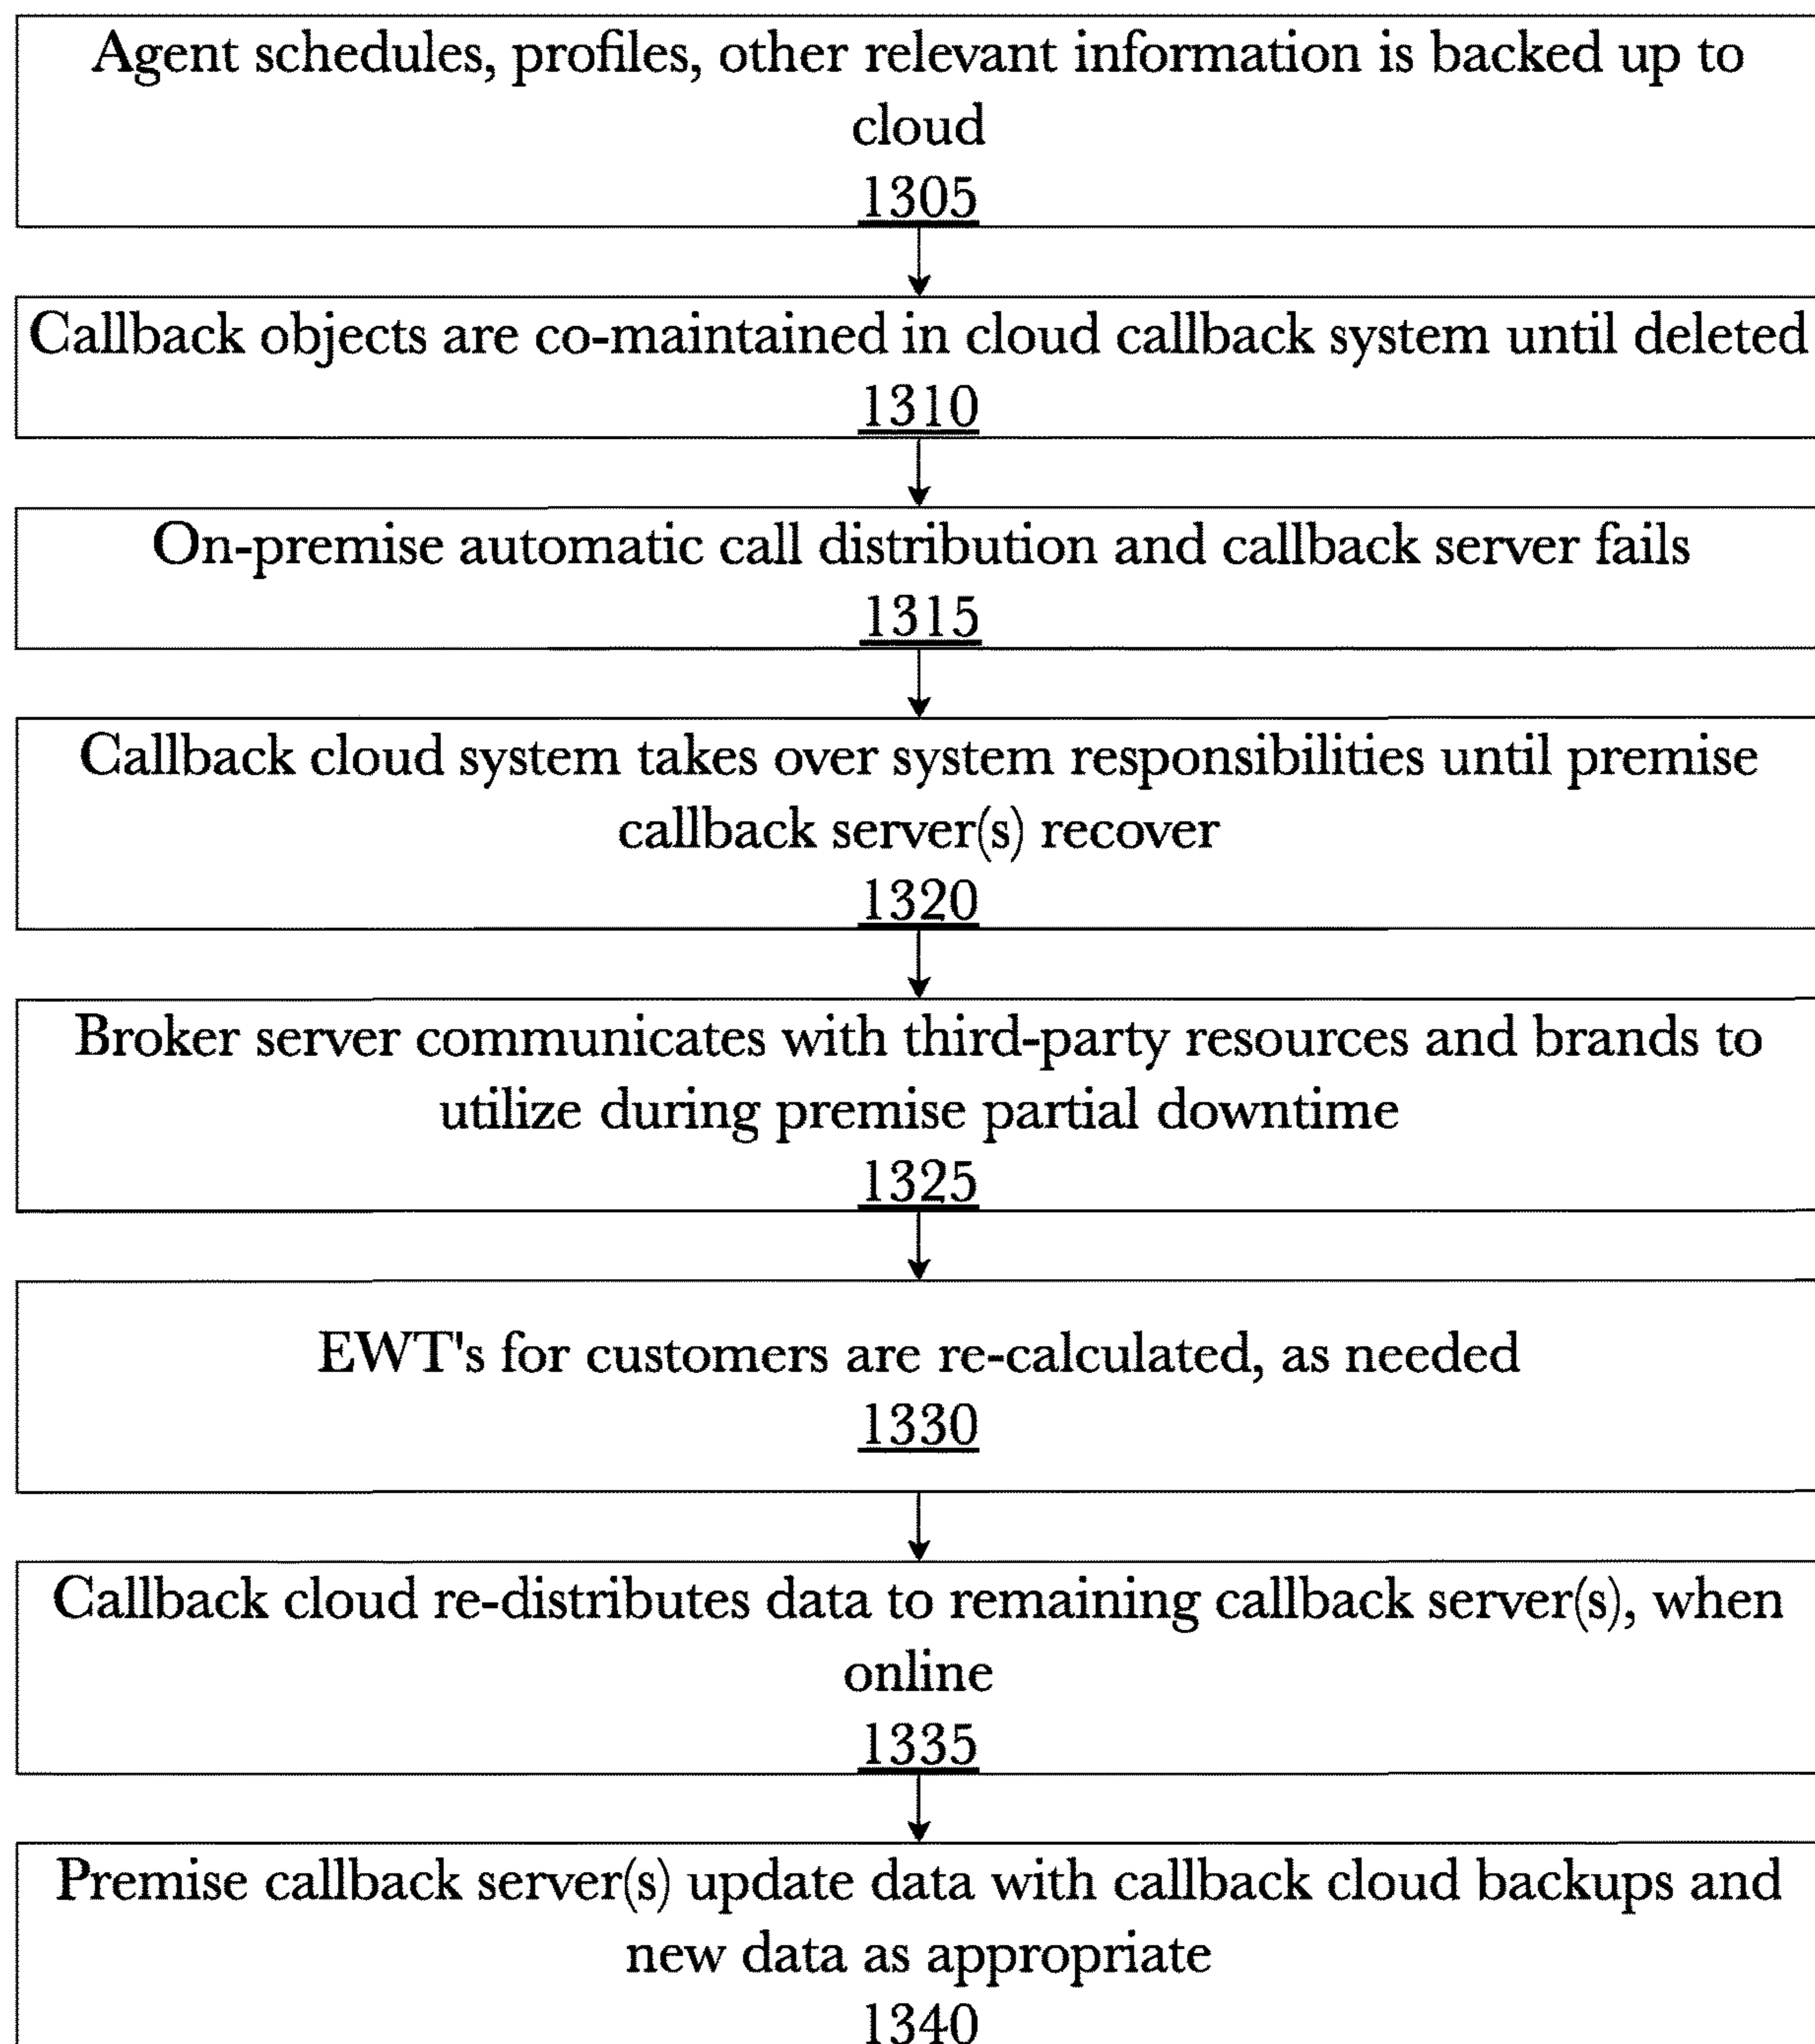 Agent schedules, profiles, other relevant information is backed up to
cloud
1305
Callback objects are co-maintained in cloud callback system until deleted
1310
On-premise automatic call distribution and callback server fails
1315
Callback cloud system takes over system responsibilities until premise
callback server(s) recover
1320
Broker server communicates with third-party resources and brands to
utilize during premise partial downtime
1325
EWT's for customers are re-calculated, as needed
1330
Callback cloud re-distributes data to remaining callback server(s), when
online
1335
Premise callback server(s) update data with callback cloud backups and
new data as appropriate
1340